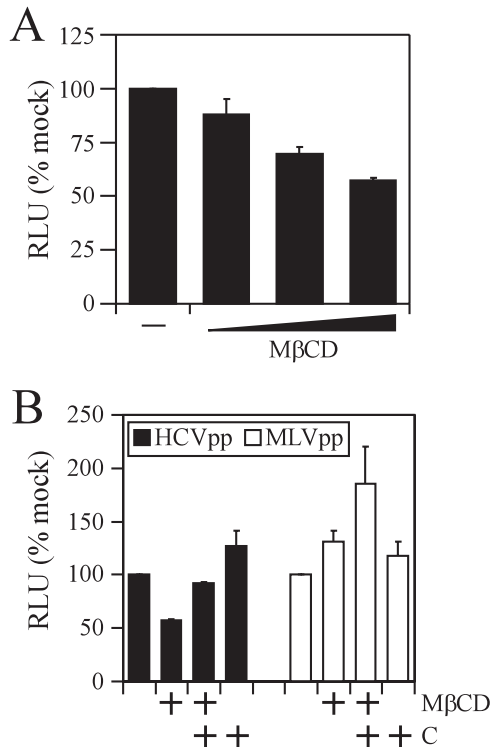 A
125
100
75
50
25
0
RLU (% mock)
—
MβCD
B
250
200
150
100
50
0
RLU (% mock)
HCVpp MLVpp
+ + + + MβCD
+ + + + C